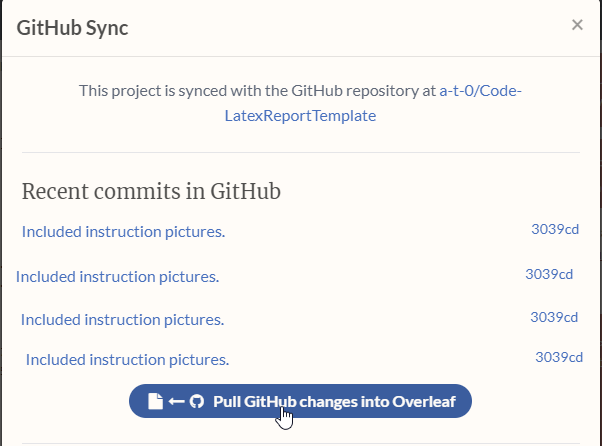 GitHub Sync ×
This project is synced with the GitHub repository at a-t-0/Code-
LatexReportTemplate
Recent commits in GitHub
Included instruction pictures. 3039cd
Included instruction pictures. 3039cd
Included instruction pictures. 3039cd
Included instruction pictures. 3039cd
Pull GitHub changes into Overleaf